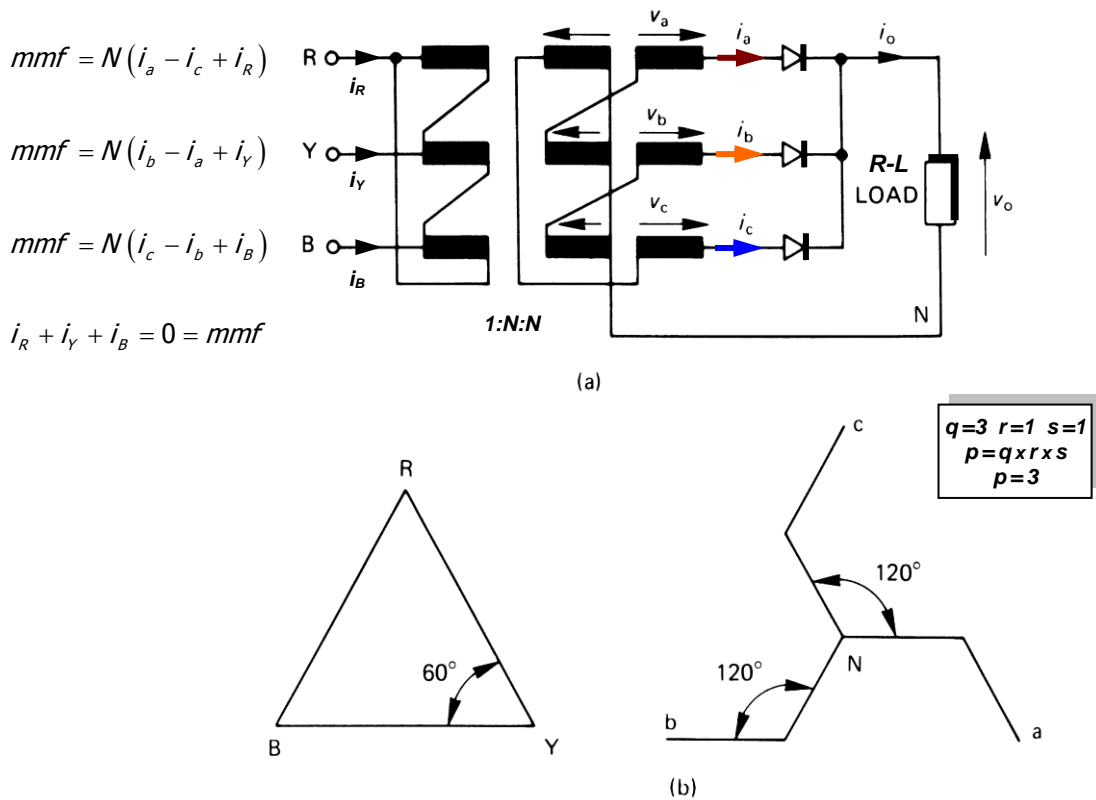 mmf = N(i_a − i_c + i_R)
mmf = N(i_b − i_a + i_Y)
mmf = N(i_c − i_b + i_B)
i_R + i_Y + i_B = 0 = mmf
R
i_R
Y
i_Y
B
i_B
1:N:N
v_a
i_a
i_o
v_b
i_b
v_c
i_c
R-L
LOAD
v_o
N
(a)
q=3 r=1 s=1
p=q x r x s
p=3
R
60°
B
Y
c
120°
N
120°
b
a
(b)